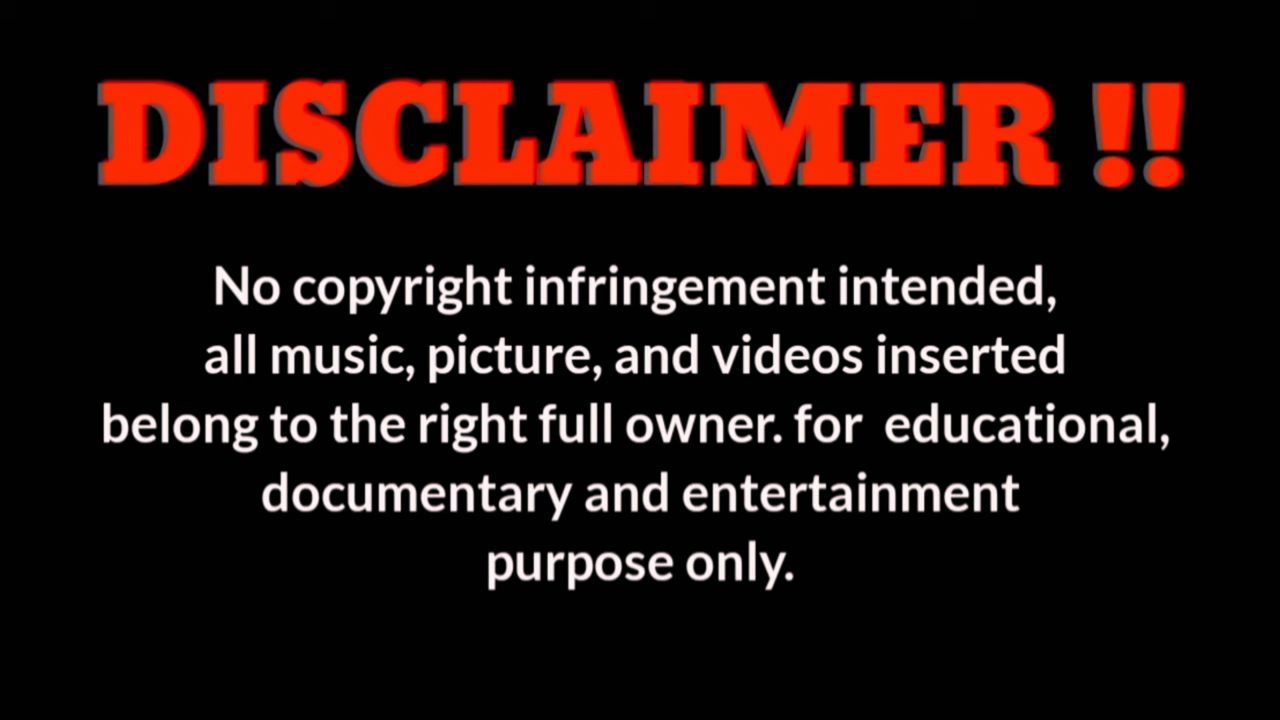 DISCLAIMER !!
No copyright infringement intended,
all music, picture, and videos inserted
belong to the right full owner. for  educational,
documentary and entertainment
purpose only.